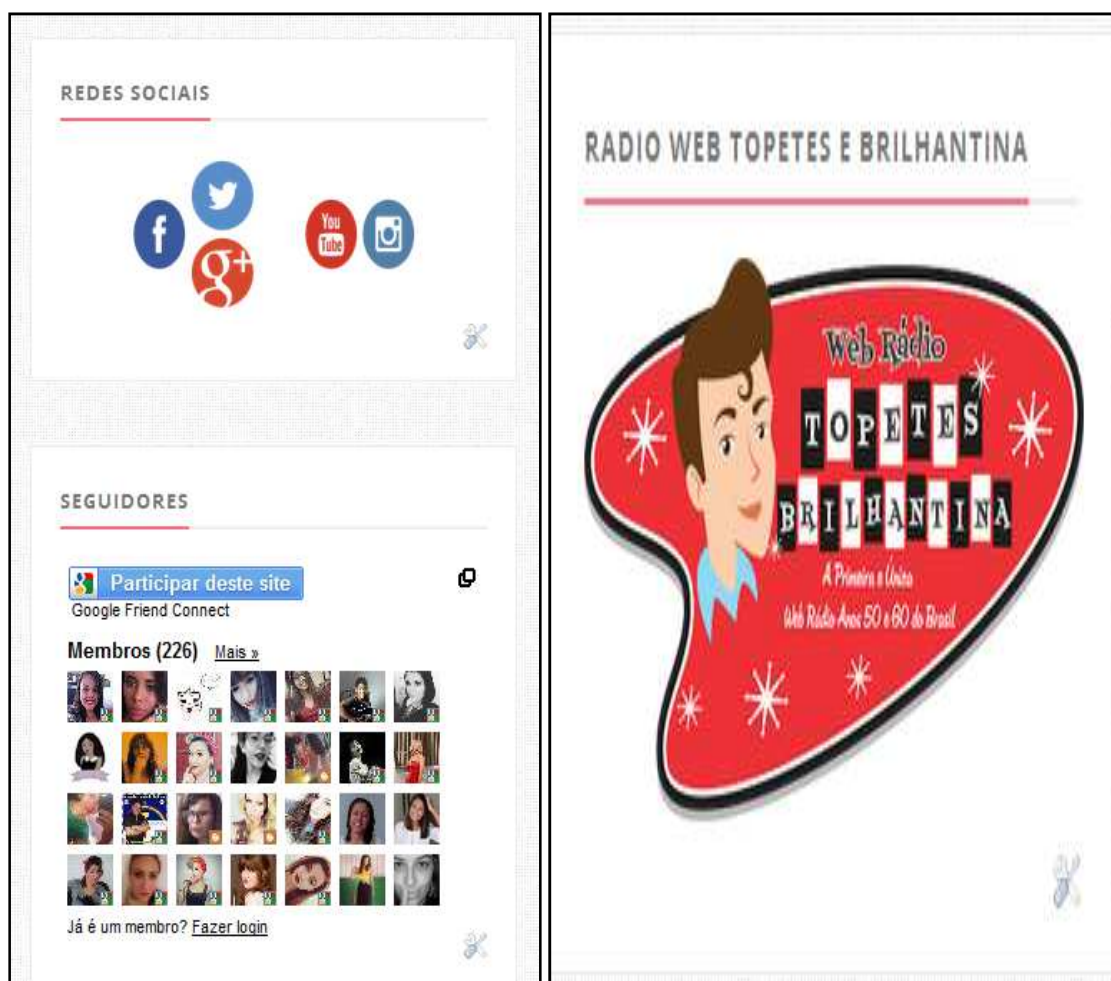 REDES SOCIAIS
f
g+
You
Tube
SEGUIDORES
Participar deste site
Google Friend Connect
Membros (226) Mais »
Já é um membro? Fazer login
RADIO WEB TOPETES E BRILHANTINA
Web Rádio
TOPETES
BRILHANTINA
A Primeira e Unica
Web Rádio Anos 50 e 60 do Brasil